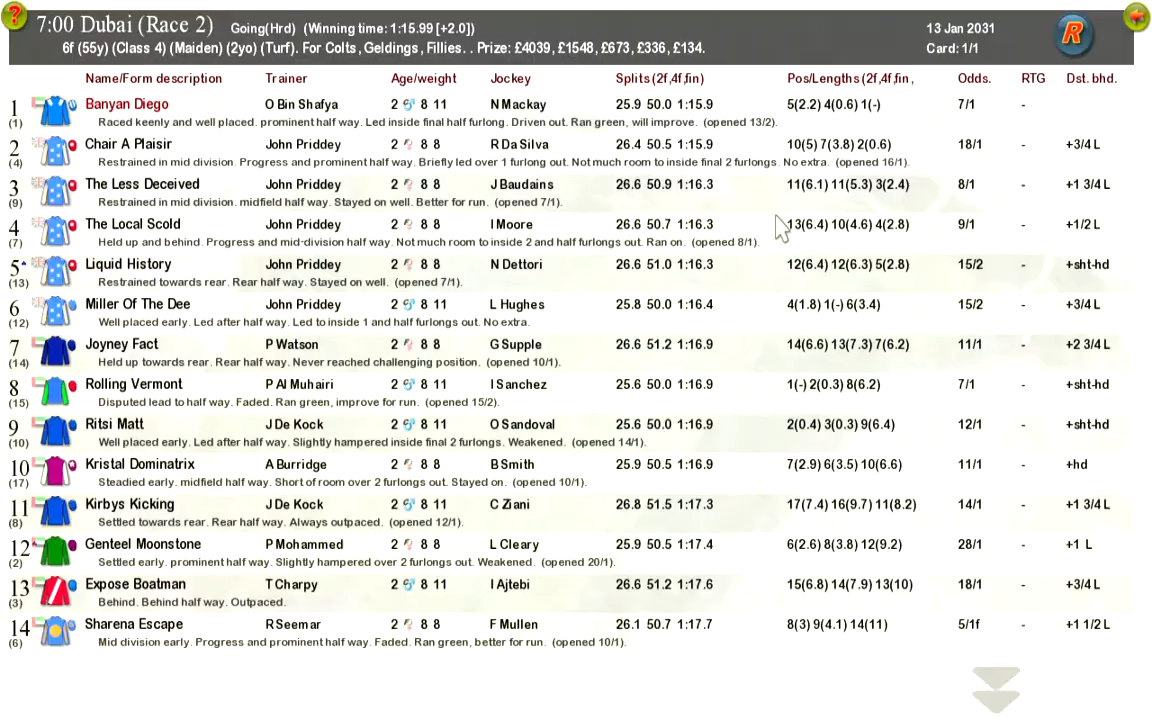 ?
7:00 Dubai (Race 2) Going(Hrd) (Winning time: 1:15.99 [+2.0]) 13 Jan 2031
6f (55y) (Class 4) (Maiden) (2yo) (Turf). For Colts, Geldings, Fillies. . Prize: £4039, £1548, £673, £336, £134. Card: 1/1
R
Name/Form description Trainer Age/weight Jockey Splits (2f,4f,fin) Pos/Lengths (2f,4f,fin, Odds. RTG Dst. bhd.
1 Banyan Diego O Bin Shafya 2 8 11 N Mackay 25.9 50.0 1:15.9 5(2.2) 4(0.6) 1(-) 7/1 -
(1) Raced keenly and well placed. prominent half way. Led inside final half furlong. Driven out. Ran green, will improve. (opened 13/2).
2 Chair A Plaisir John Priddey 2 8 8 R Da Silva 26.4 50.5 1:15.9 10(5) 7(3.8) 2(0.6) 18/1 - +3/4 L
(4) Restrained in mid division. Progress and prominent half way. Briefly led over 1 furlong out. Not much room to inside final 2 furlongs. No extra. (opened 16/1).
3 The Less Deceived John Priddey 2 8 8 J Baudains 26.6 50.9 1:16.3 11(6.1) 11(5.3) 3(2.4) 8/1 - +1 3/4 L
(9) Restrained in mid division. midfield half way. Stayed on well. Better for run. (opened 7/1).
4 The Local Scold John Priddey 2 8 8 I Moore 26.6 50.7 1:16.3 13(6.4) 10(4.6) 4(2.8) 9/1 - +1/2 L
(7) Held up and behind. Progress and mid-division half way. Not much room to inside 2 and half furlongs out. Ran on. (opened 8/1).
5 Liquid History John Priddey 2 8 8 N Dettori 26.6 51.0 1:16.3 12(6.4) 12(6.3) 5(2.8) 15/2 - +sht-hd
(13) Restrained towards rear. Rear half way. Stayed on well. (opened 7/1).
6 Miller Of The Dee John Priddey 2 8 11 L Hughes 25.8 50.0 1:16.4 4(1.8) 1(-) 6(3.4) 15/2 - +3/4 L
(12) Well placed early. Led after half way. Led to inside 1 and half furlongs out. No extra.
7 Joyney Fact P Watson 2 8 8 G Supple 26.6 51.2 1:16.9 14(6.6) 13(7.3) 7(6.2) 11/1 - +2 3/4 L
(14) Held up towards rear. Rear half way. Never reached challenging position. (opened 10/1).
8 Rolling Vermont P Al Muhairi 2 8 11 I Sanchez 25.6 50.0 1:16.9 1(-) 2(0.3) 8(6.2) 7/1 - +sht-hd
(15) Disputed lead to half way. Faded. Ran green, improve for run. (opened 15/2).
9 Ritsi Matt J De Kock 2 8 11 O Sandoval 25.6 50.0 1:16.9 2(0.4) 3(0.3) 9(6.4) 12/1 - +sht-hd
(10) Well placed early. Led after half way. Slightly hampered inside final 2 furlongs. Weakened. (opened 14/1).
10 Kristal Dominatrix A Burridge 2 8 8 B Smith 25.9 50.5 1:16.9 7(2.9) 6(3.5) 10(6.6) 11/1 - +hd
(17) Steadied early. midfield half way. Short of room over 2 furlongs out. Stayed on. (opened 10/1).
11 Kirbys Kicking J De Kock 2 8 11 C Ziani 26.8 51.5 1:17.3 17(7.4) 16(9.7) 11(8.2) 14/1 - +1 3/4 L
(8) Settled towards rear. Rear half way. Always outpaced. (opened 12/1).
12 Genteel Moonstone P Mohammed 2 8 8 L Cleary 25.9 50.5 1:17.4 6(2.6) 8(3.8) 12(9.2) 28/1 - +1 L
(2) Settled early. prominent half way. Slightly hampered over 2 furlongs out. Weakened. (opened 20/1).
13 Expose Boatman T Charpy 2 8 11 I Ajtebi 26.6 51.2 1:17.6 15(6.8) 14(7.9) 13(10) 18/1 - +3/4 L
(3) Behind. Behind half way. Outpaced.
14 Sharena Escape R Seemar 2 8 8 F Mullen 26.1 50.7 1:17.7 8(3) 9(4.1) 14(11) 5/1f - +1 1/2 L
(6) Mid division early. Progress and prominent half way. Faded. Ran green, better for run. (opened 10/1).